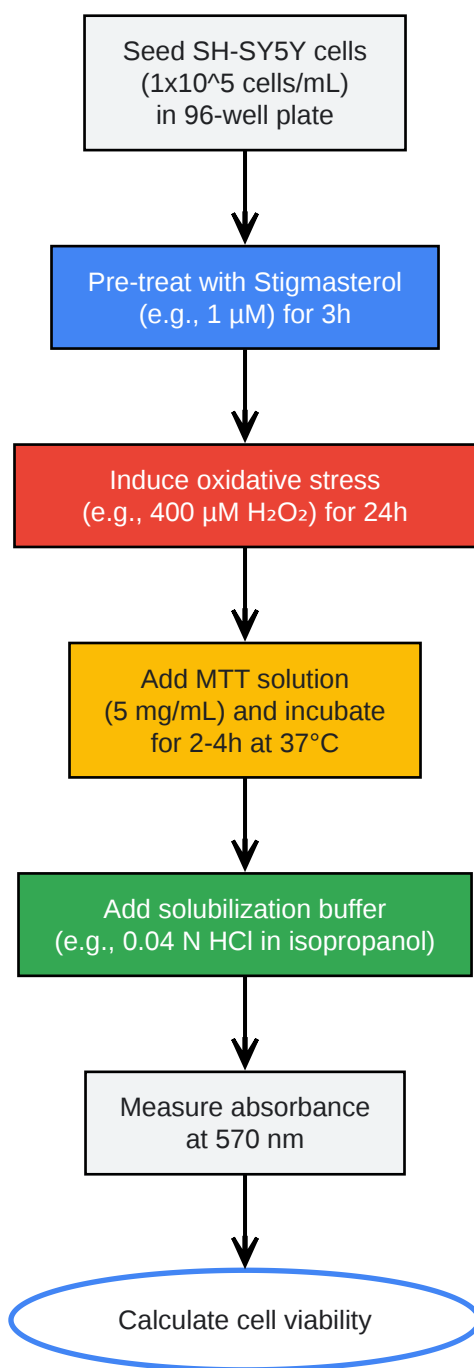 Seed SH-SY5Y cells
(1x10^5 cells/mL)
in 96-well plate
Pre-treat with Stigmasterol
(e.g., 1 µM) for 3h
Induce oxidative stress
(e.g., 400 µM H₂O₂) for 24h
Add MTT solution
(5 mg/mL) and incubate
for 2-4h at 37°C
Add solubilization buffer
(e.g., 0.04 N HCl in isopropanol)
Measure absorbance
at 570 nm
Calculate cell viability